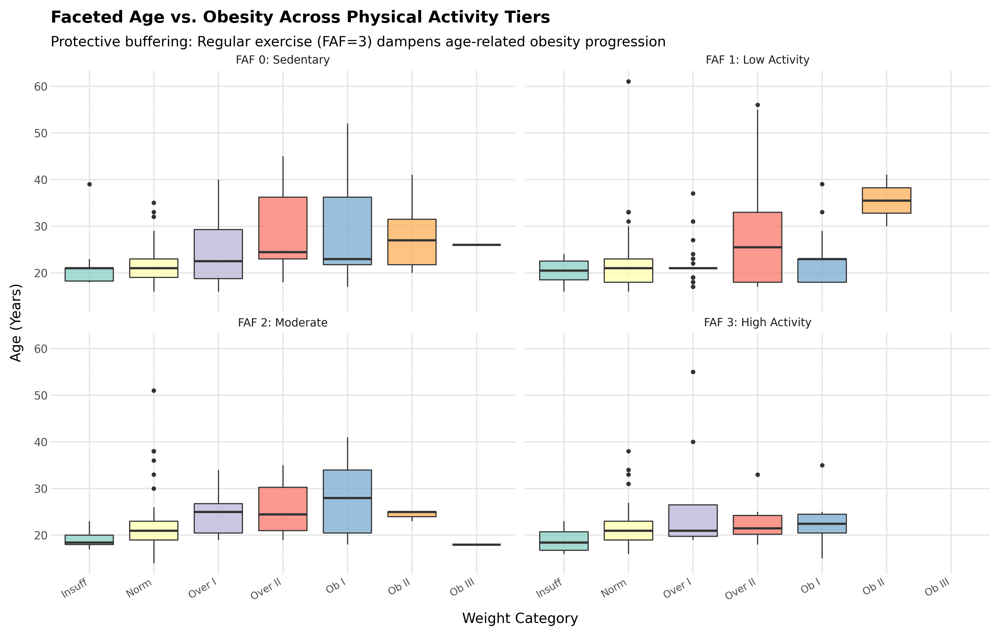 Faceted Age vs. Obesity Across Physical Activity Tiers
Protective buffering: Regular exercise (FAF=3) dampens age-related obesity progression
FAF 0: Sedentary
FAF 1: Low Activity
60
50
40
30
20
FAF 2: Moderate
FAF 3: High Activity
60
50
40
30
20
Age (Years)
Insuff
Norm
Over I
Over II
Ob I
Ob II
Ob III
Insuff
Norm
Over I
Over II
Ob I
Ob II
Ob III
Weight Category